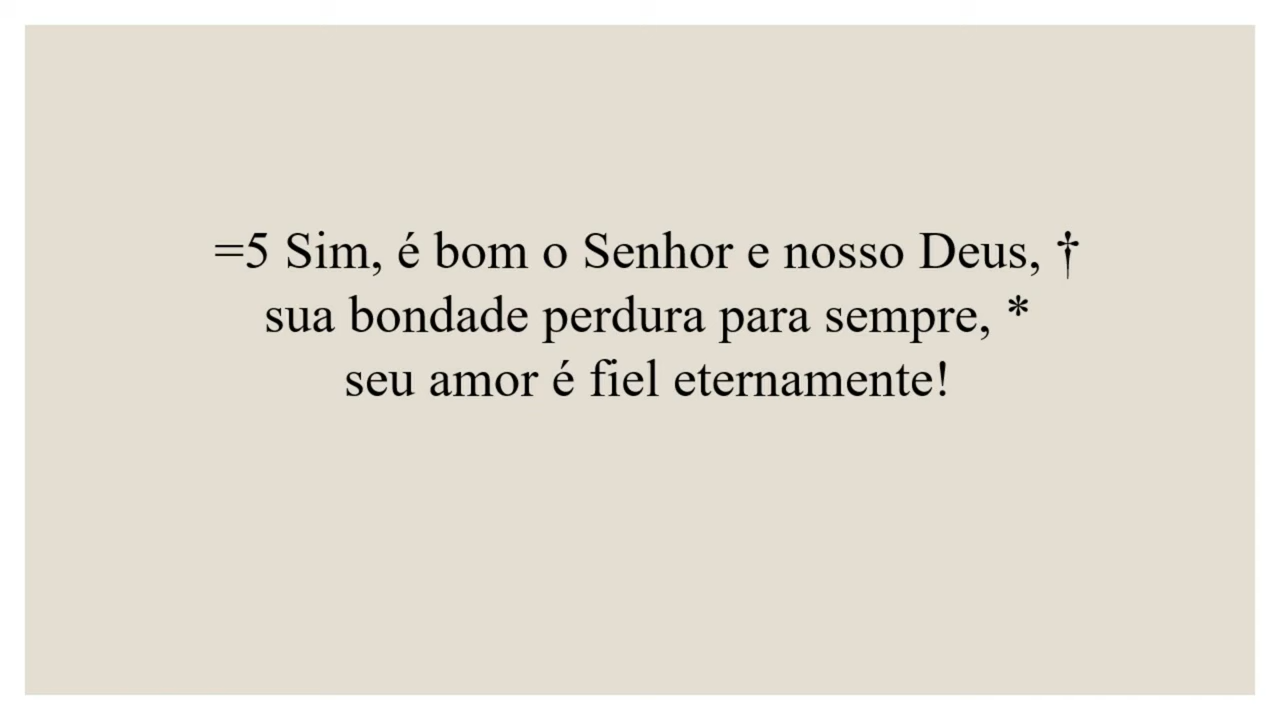 =5 Sim, é bom o Senhor e nosso Deus, †
sua bondade perdura para sempre, *
seu amor é fiel eternamente!